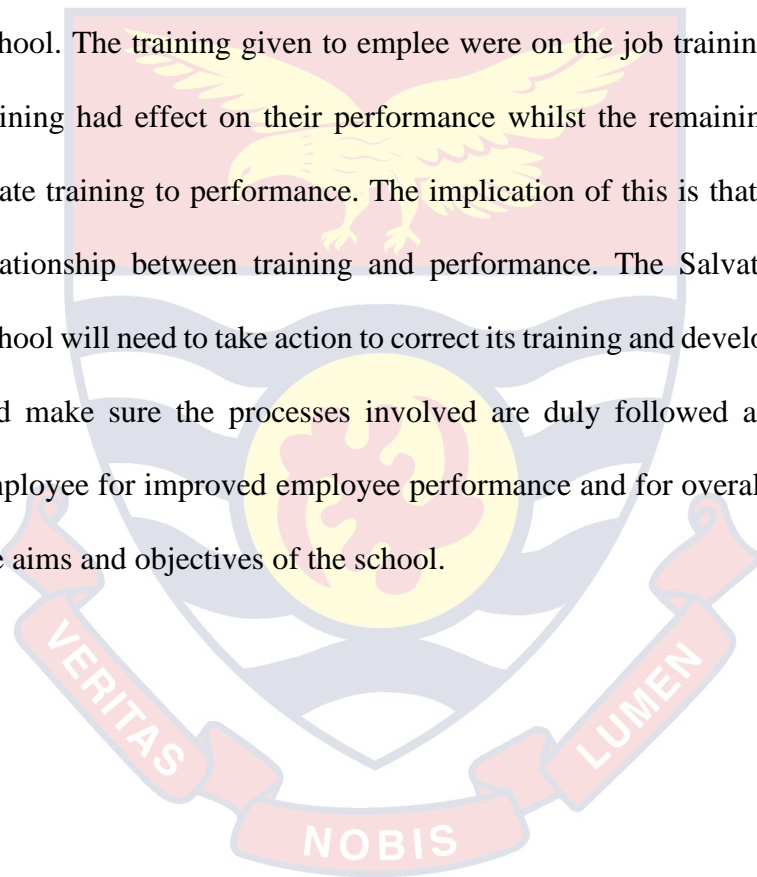 hool. The training given to emplee were on the job trainin
ining had effect on their performance whilst the remainin
ate training to performance. The implication of this is that
ationship between training and performance. The Salvat
hool will need to take action to correct its training and develo
d make sure the processes involved are duly followed a
ployee for improved employee performance and for overal
e aims and objectives of the school.
VERITAS
NOBIS
LUMEN